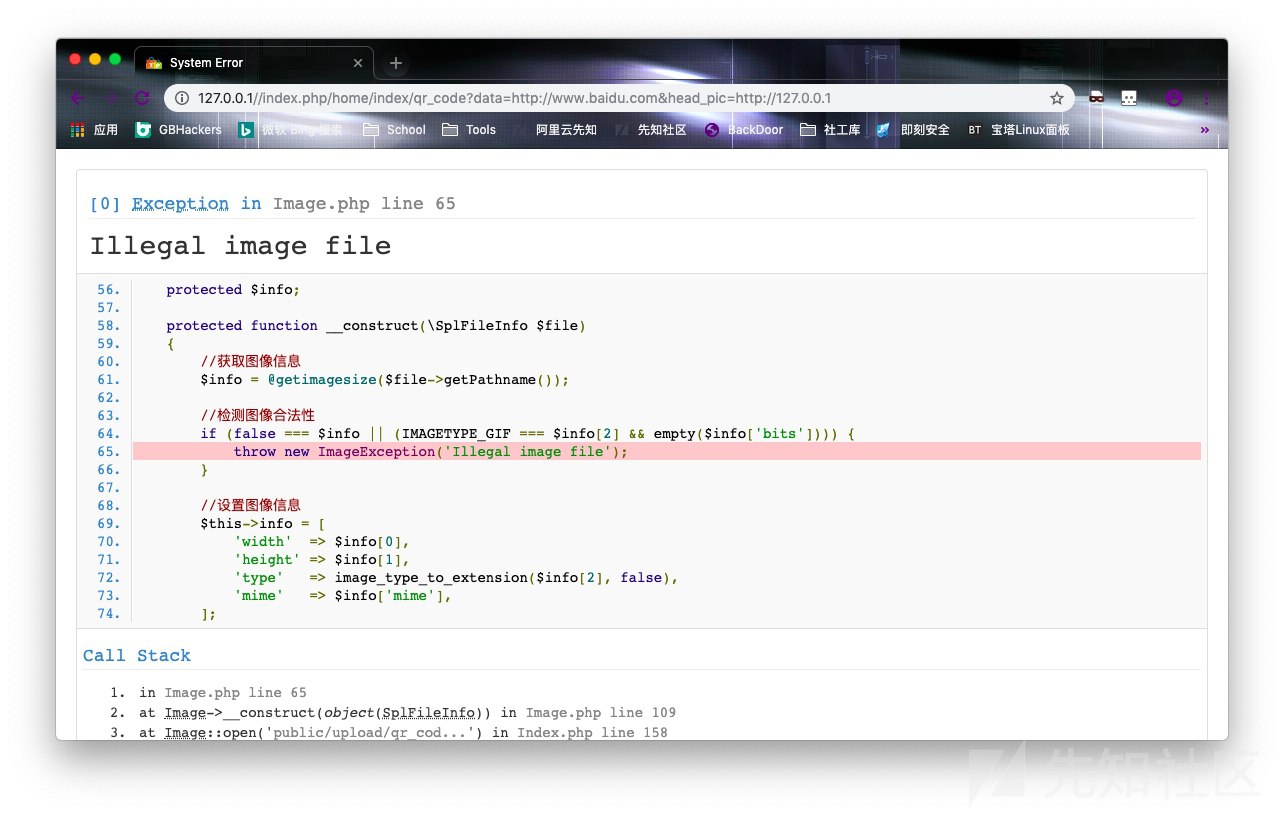 System Error
127.0.0.1//index.php/home/index/qr_code?data=http://www.baidu.com&head_pic=http://127.0.0.1
应用 GBHackers 微软 Bing 搜索 School Tools 阿里云先知 先知社区 BackDoor 社工库 即刻安全 BT 宝塔Linux面板 »
[0] Exception in Image.php line 65
Illegal image file
56. protected $info;
57.
58. protected function __construct(\SplFileInfo $file)
59. {
60. //获取图像信息
61. $info = @getimagesize($file->getPathname());
62.
63. //检测图像合法性
64. if (false === $info || (IMAGETYPE_GIF === $info[2] && empty($info['bits']))) {
65. throw new ImageException('Illegal image file');
66. }
67.
68. //设置图像信息
69. $this->info = [
70. 'width'  => $info[0],
71. 'height' => $info[1],
72. 'type'   => image_type_to_extension($info[2], false),
73. 'mime'   => $info['mime'],
74. ];
Call Stack
1. in Image.php line 65
2. at Image->__construct(object(SplFileInfo)) in Image.php line 109
3. at Image::open('public/upload/qr_cod...') in Index.php line 158
先知社区